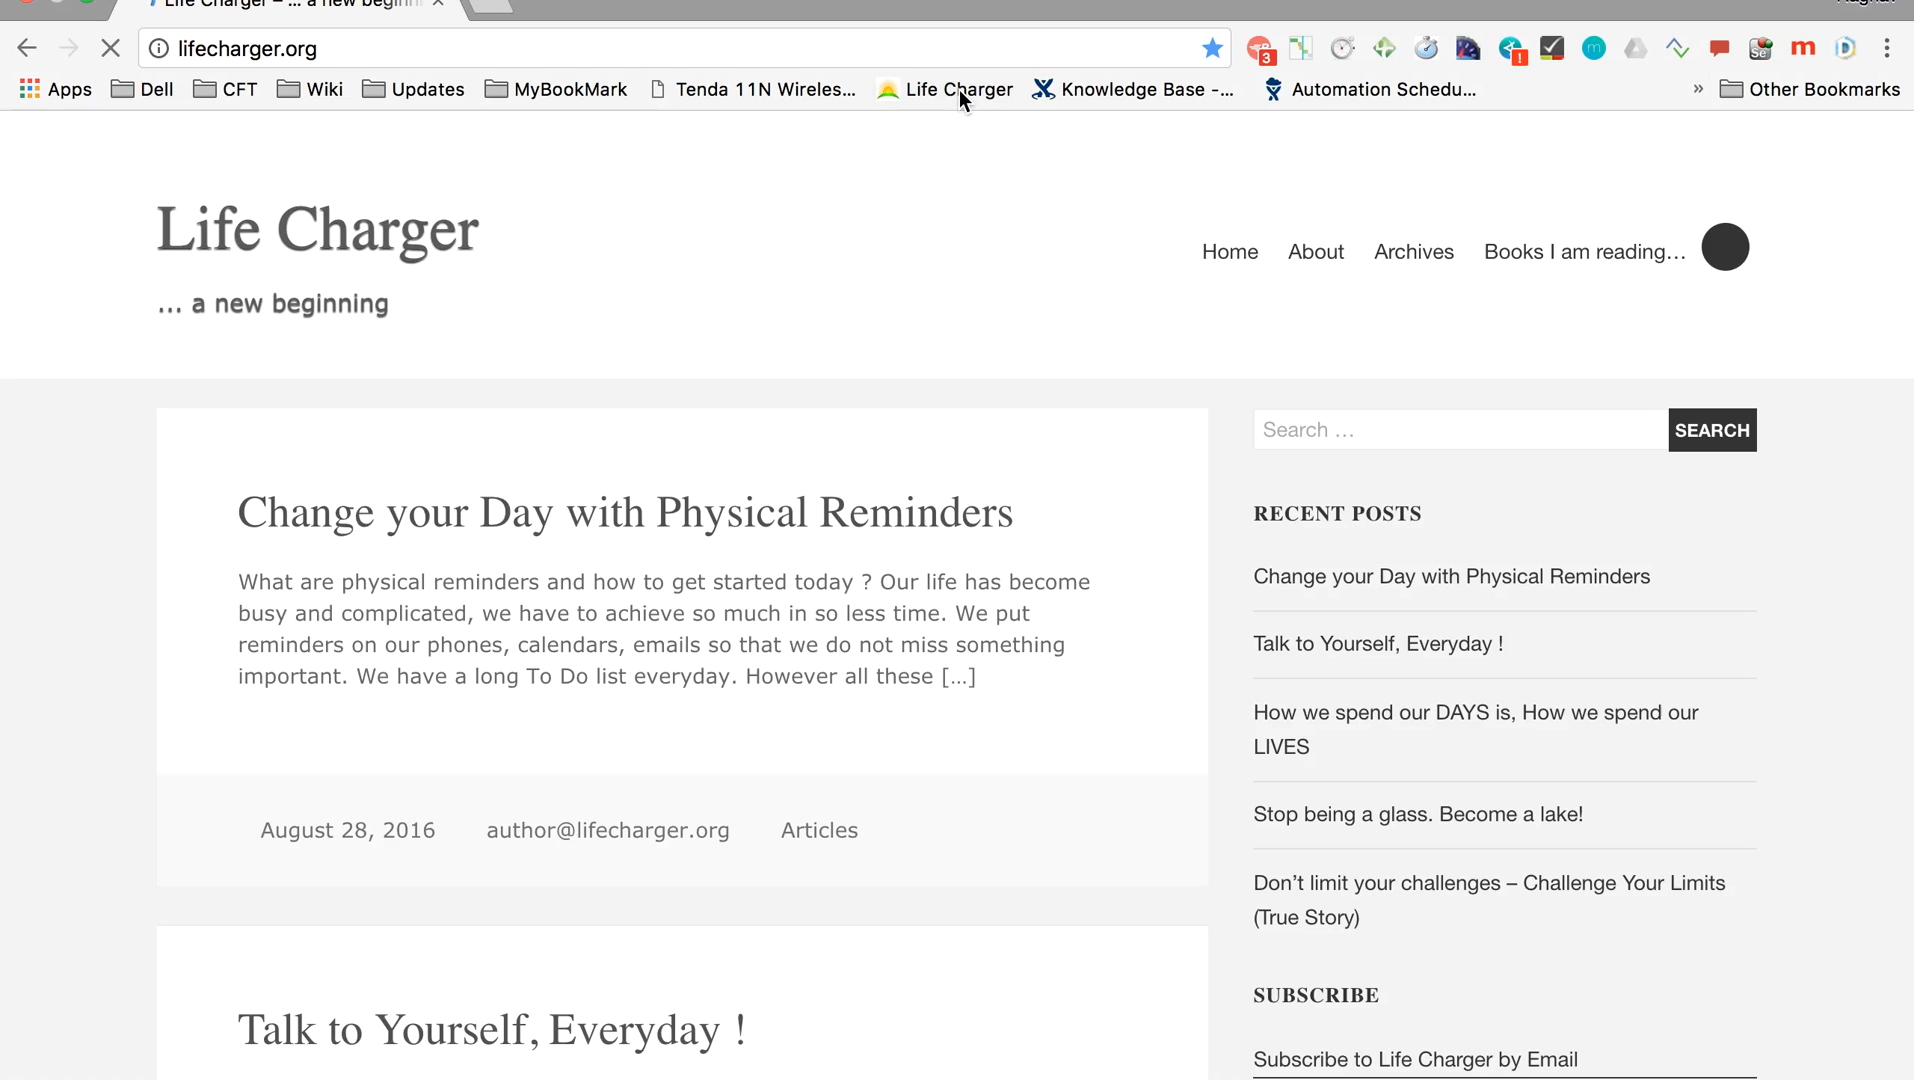 Life Charger – ... a new beginn
lifecharger.org
3
!
m
m
D
Apps Dell CFT Wiki Updates MyBookMark Tenda 11N Wireles... Life Charger Knowledge Base -... Automation Schedu... » Other Bookmarks
Life Charger
... a new beginning
Home About Archives Books I am reading…
Search …
SEARCH
Change your Day with Physical Reminders
What are physical reminders and how to get started today ? Our life has become
busy and complicated, we have to achieve so much in so less time. We put
reminders on our phones, calendars, emails so that we do not miss something
important. We have a long To Do list everyday. However all these […]
August 28, 2016 author@lifecharger.org Articles
Talk to Yourself, Everyday !
RECENT POSTS
Change your Day with Physical Reminders
Talk to Yourself, Everyday !
How we spend our DAYS is, How we spend our
LIVES
Stop being a glass. Become a lake!
Don’t limit your challenges – Challenge Your Limits
(True Story)
SUBSCRIBE
Subscribe to Life Charger by Email